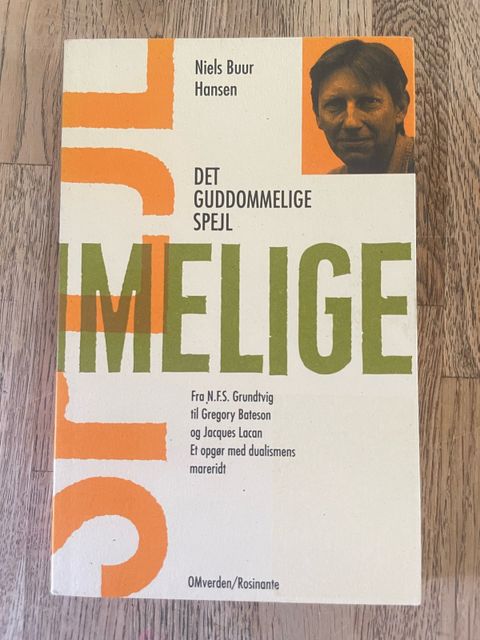 Niels Buur
Hansen
DET
GUDDOMMELIGE
SPEJL
SPEJL
IMELIGE
Fra N.F.S. Grundtvig
til Gregory Bateson
og Jacques Lacan
Et opgør med dualismens
mareridt
OMverden/Rosinante